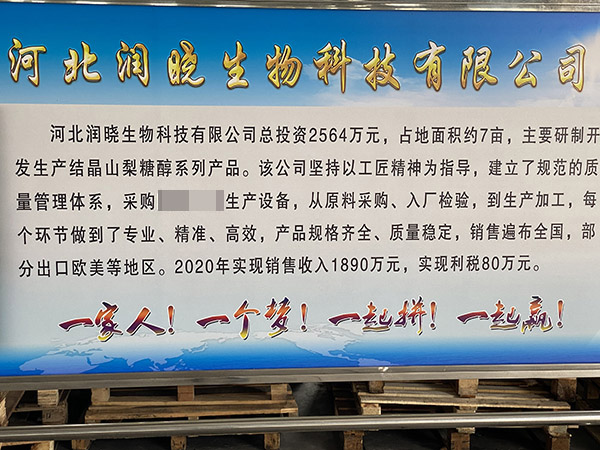 河北润晓生物科技有限公司
河北润晓生物科技有限公司总投资2564万元，占地面积约7亩，主要研制开
发生产结晶山梨糖醇系列产品。该公司坚持以工匠精神为指导，建立了规范的质
量管理体系，采购生产设备，从原料采购、入厂检验，到生产加工，每
个环节做到了专业、精准、高效，产品规格齐全、质量稳定，销售遍布全国，部
分出口欧美等地区。2020年实现销售收入1890万元，实现利税80万元。
一家人！一个梦！一起拼！一起赢！